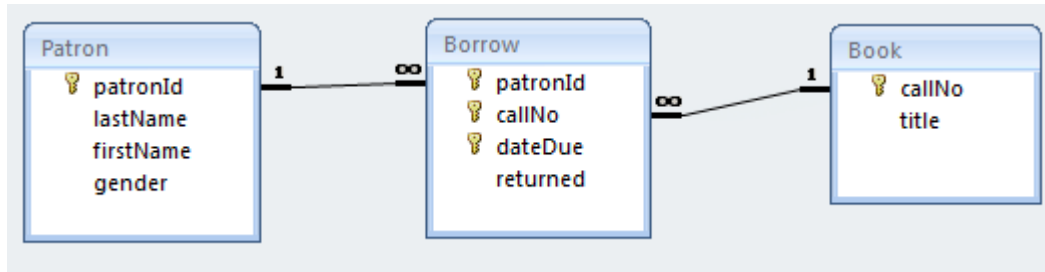 Patron
patronId
lastName
firstName
gender
1
∞
Borrow
patronId
callNo
dateDue
returned
∞
1
Book
callNo
title